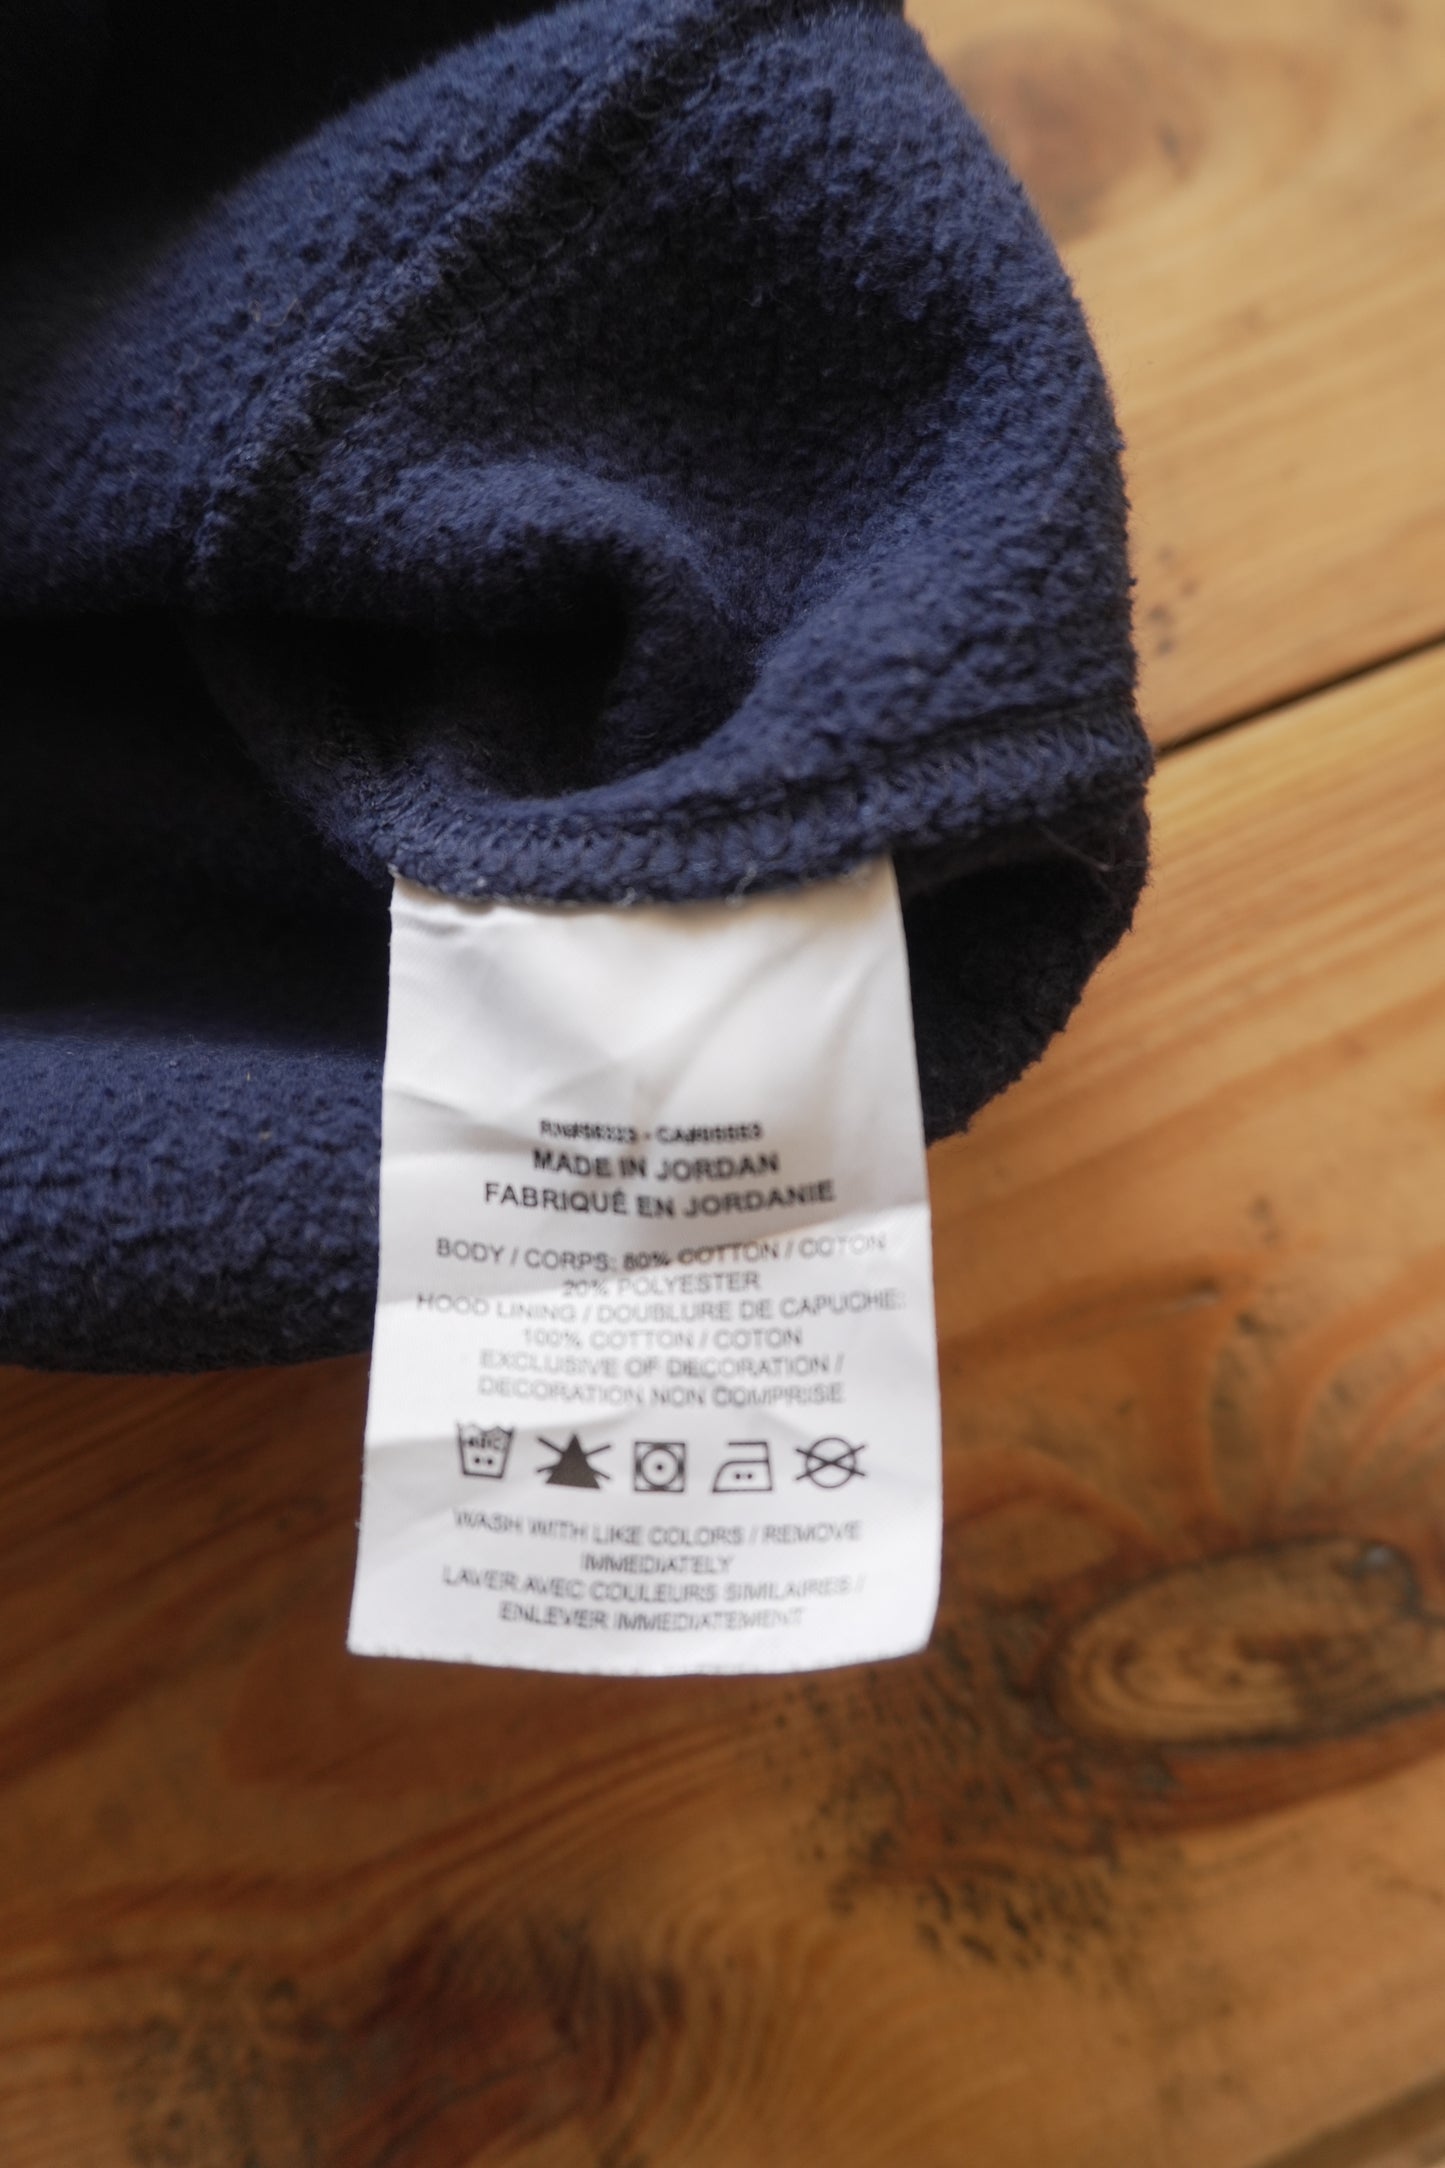 MADE IN JORDAN
FABRIQUÉ EN JORDANIE
BODY / CORPS: 80% COTTON / COTON
20% POLYESTER
HOOD LINING / DOUBLURE DE CAPUCHE:
100% COTTON / COTON
EXCLUSIVE OF DECORATION /
DECORATION NON COMPRISE
WASH WITH LIKE COLORS / REMOVE
IMMEDIATELY
LAVER AVEC COULEURS SIMILAIRES /
ENLEVER IMMEDIATEMENT